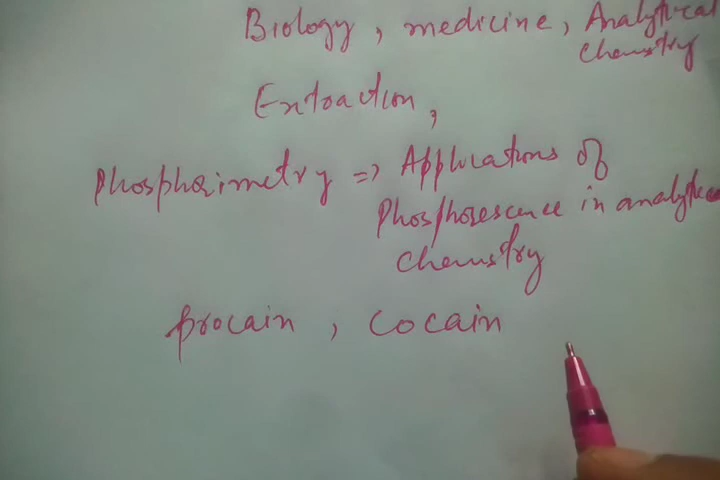 Biology, medicine, Analytical
chemistry
Extraction,
Phosphorimetry => Applications of
Phosphorescence in analytical
chemistry
procain, cocain